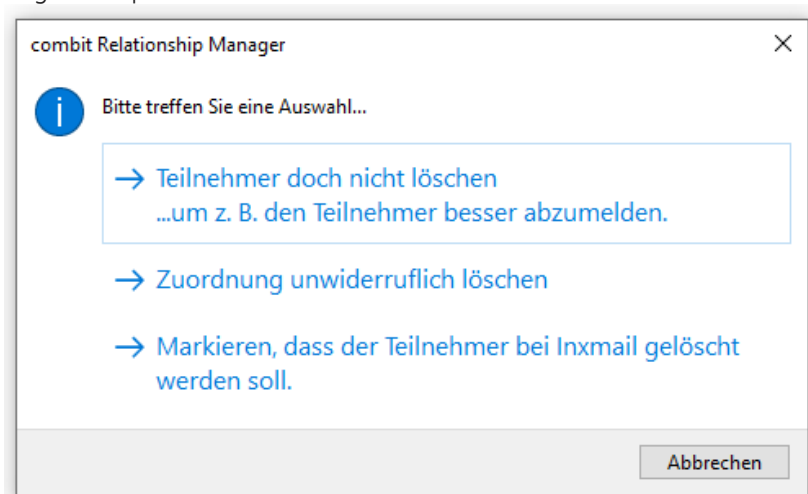 combit Relationship Manager
Bitte treffen Sie eine Auswahl...
Teilnehmer doch nicht löschen
...um z. B. den Teilnehmer besser abzumelden.
Zuordnung unwiderruflich löschen
Markieren, dass der Teilnehmer bei Inxmail gelöscht
werden soll.
Abbrechen